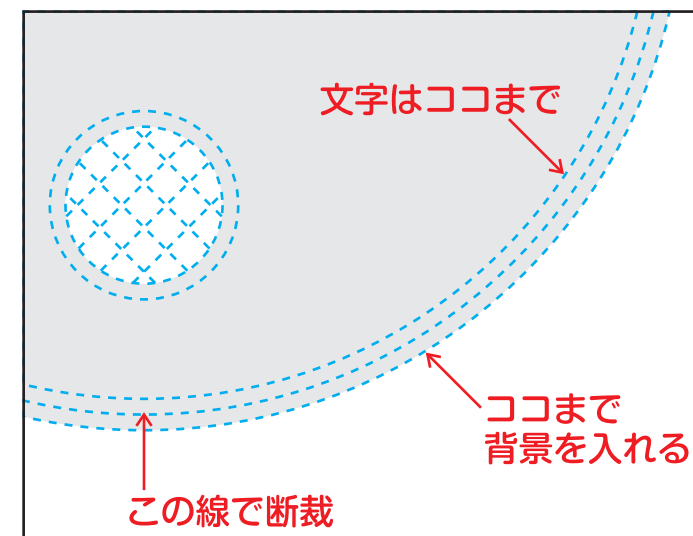 文字はココまで
ココまで
背景を入れる
この線で断裁